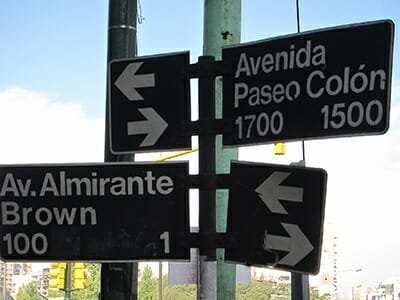 Avenida
Paseo Colón
1700 1500
Av. Almirante
Brown
100 1